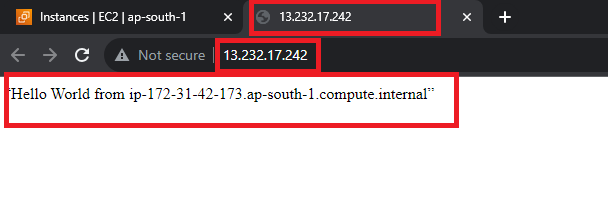 Instances | EC2 | ap-south-1
13.232.17.242
Not secure
13.232.17.242
“Hello World from ip-172-31-42-173.ap-south-1.compute.internal”